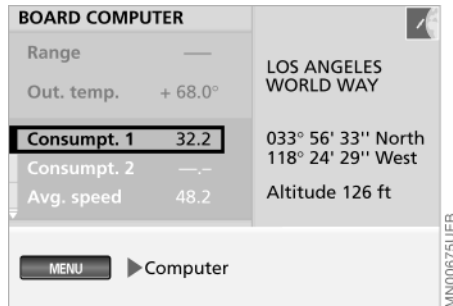 BOARD COMPUTER
Range —–
Out. temp. + 68.0°
Consumpt. 1 32.2
Consumpt. 2 —.–
Avg. speed 48.2
LOS ANGELES
WORLD WAY
033° 56' 33'' North
118° 24' 29'' West
Altitude 126 ft
MENU Computer
MN00675UEB